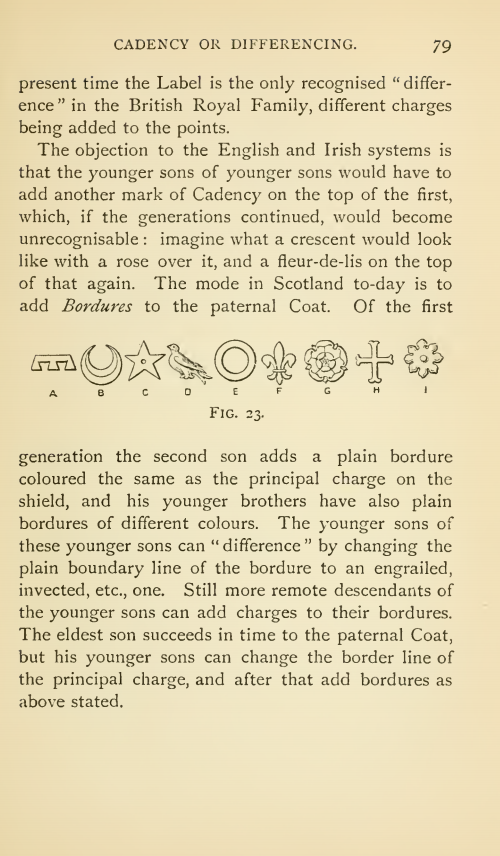 CADENCY OR DIFFERENCING. 79
present time the Label is the only recognised “differ-
ence” in the British Royal Family, different charges
being added to the points.
The objection to the English and Irish systems is
that the younger sons of younger sons would have to
add another mark of Cadency on the top of the first,
which, if the generations continued, would become
unrecognisable: imagine what a crescent would look
like with a rose over it, and a fleur-de-lis on the top
of that again. The mode in Scotland to-day is to
add Bordures to the paternal Coat. Of the first
A B C D E F G H I
FIG. 23.
generation the second son adds a plain bordure
coloured the same as the principal charge on the
shield, and his younger brothers have also plain
bordures of different colours. The younger sons of
these younger sons can “difference” by changing the
plain boundary line of the bordure to an engrailed,
invected, etc., one. Still more remote descendants of
the younger sons can add charges to their bordures.
The eldest son succeeds in time to the paternal Coat,
but his younger sons can change the border line of
the principal charge, and after that add bordures as
above stated.